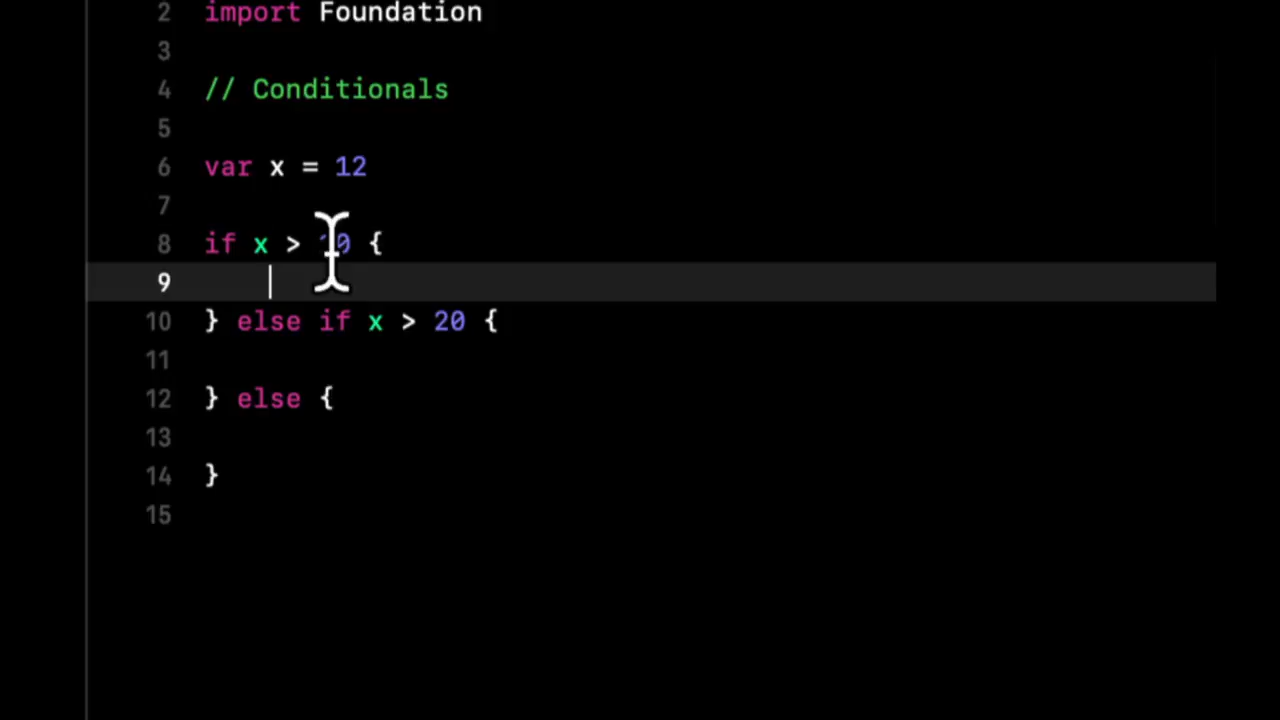 2 import Foundation
3
4 // Conditionals
5
6 var x = 12
7
8 if x > {
9
10 } else if x > 20 {
11
12 } else {
13
14 }
15